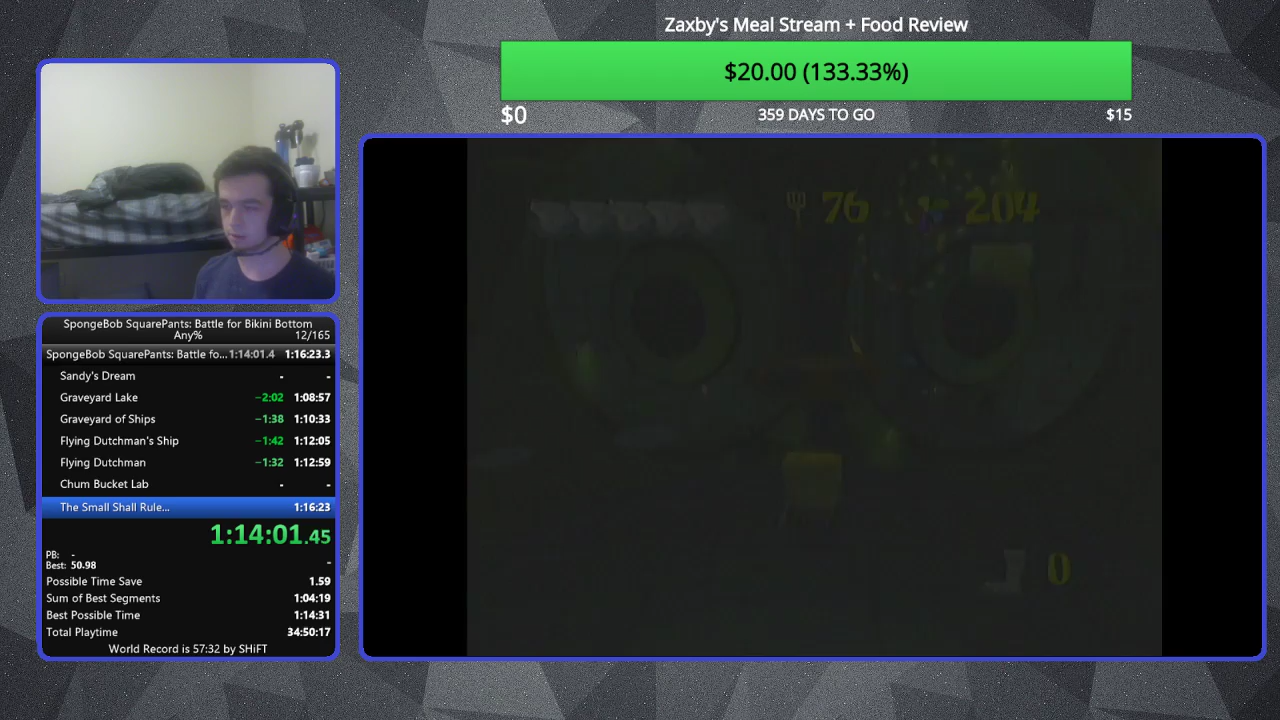 Zaxby's Meal Stream + Food Review
$20.00 (133.33%)
$0
359 DAYS TO GO
$15
76
204
0
SpongeBob SquarePants: Battle for Bikini Bottom
Any%
12/165
SpongeBob SquarePants: Battle fo... 1:14:01.4 1:16:23.3
Sandy's Dream - -
Graveyard Lake −2:02 1:08:57
Graveyard of Ships −1:38 1:10:33
Flying Dutchman's Ship −1:42 1:12:05
Flying Dutchman −1:32 1:12:59
Chum Bucket Lab - -
The Small Shall Rule... 1:16:23
1:14:01.45
PB: -
Best: 50.98 -
Possible Time Save 1.59
Sum of Best Segments 1:04:19
Best Possible Time 1:14:31
Total Playtime 34:50:17
World Record is 57:32 by SHiFT